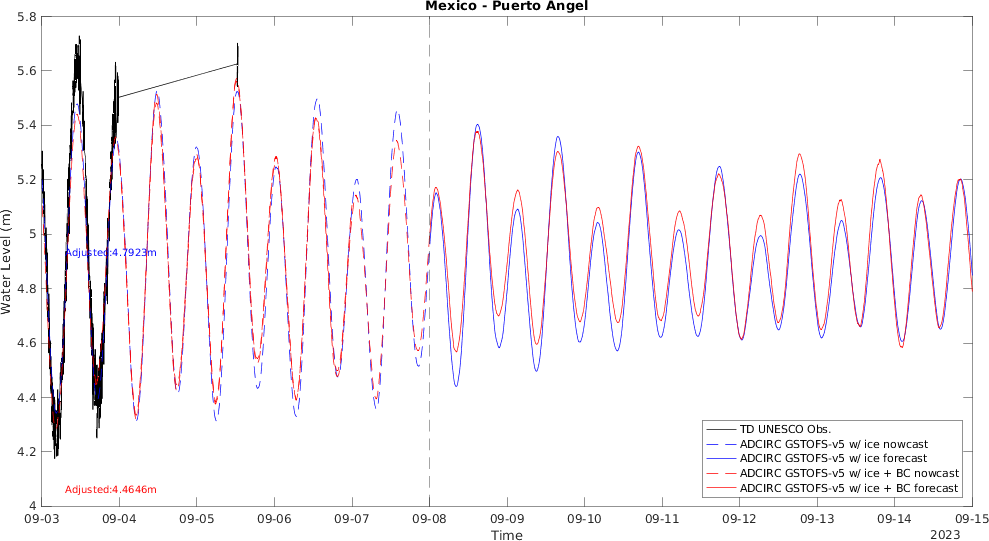 Mexico - Puerto Angel
5.8
5.6
5.4
5.2
5
4.8
4.6
4.4
4.2
4
Water Level (m)
Adjusted:4.7923m
Adjusted:4.4646m
TD UNESCO Obs.
ADCIRC GSTOFS-v5 w/ ice nowcast
ADCIRC GSTOFS-v5 w/ ice forecast
ADCIRC GSTOFS-v5 w/ ice + BC nowcast
ADCIRC GSTOFS-v5 w/ ice + BC forecast
09-03 09-04 09-05 09-06 09-07 09-08 09-09 09-10 09-11 09-12 09-13 09-14 09-15
Time
2023